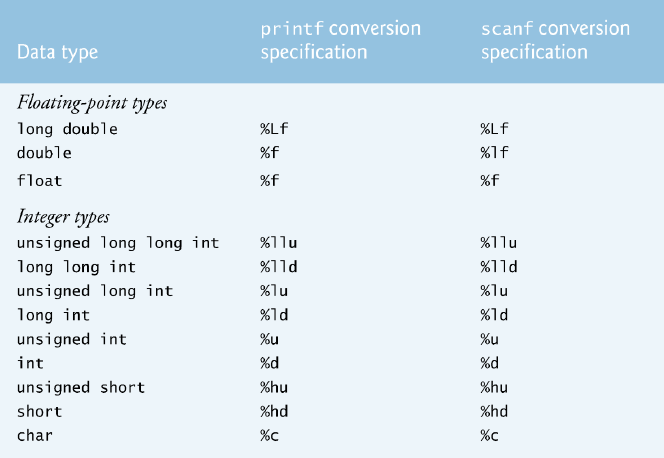 Data type printf conversion specification scanf conversion specification
Floating-point types
long double %Lf %Lf
double %f %lf
float %f %f
Integer types
unsigned long long int %llu %llu
long long int %lld %lld
unsigned long int %lu %lu
long int %ld %ld
unsigned int %u %u
int %d %d
unsigned short %hu %hu
short %hd %hd
char %c %c